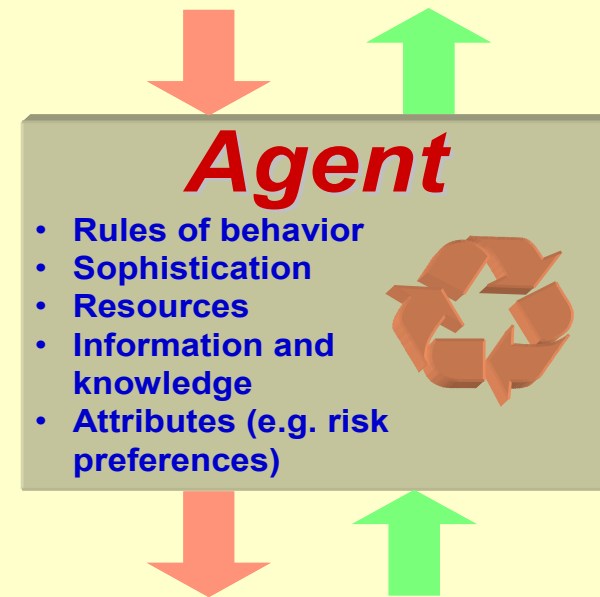 Agent
• Rules of behavior
• Sophistication
• Resources
• Information and
knowledge
• Attributes (e.g. risk
preferences)